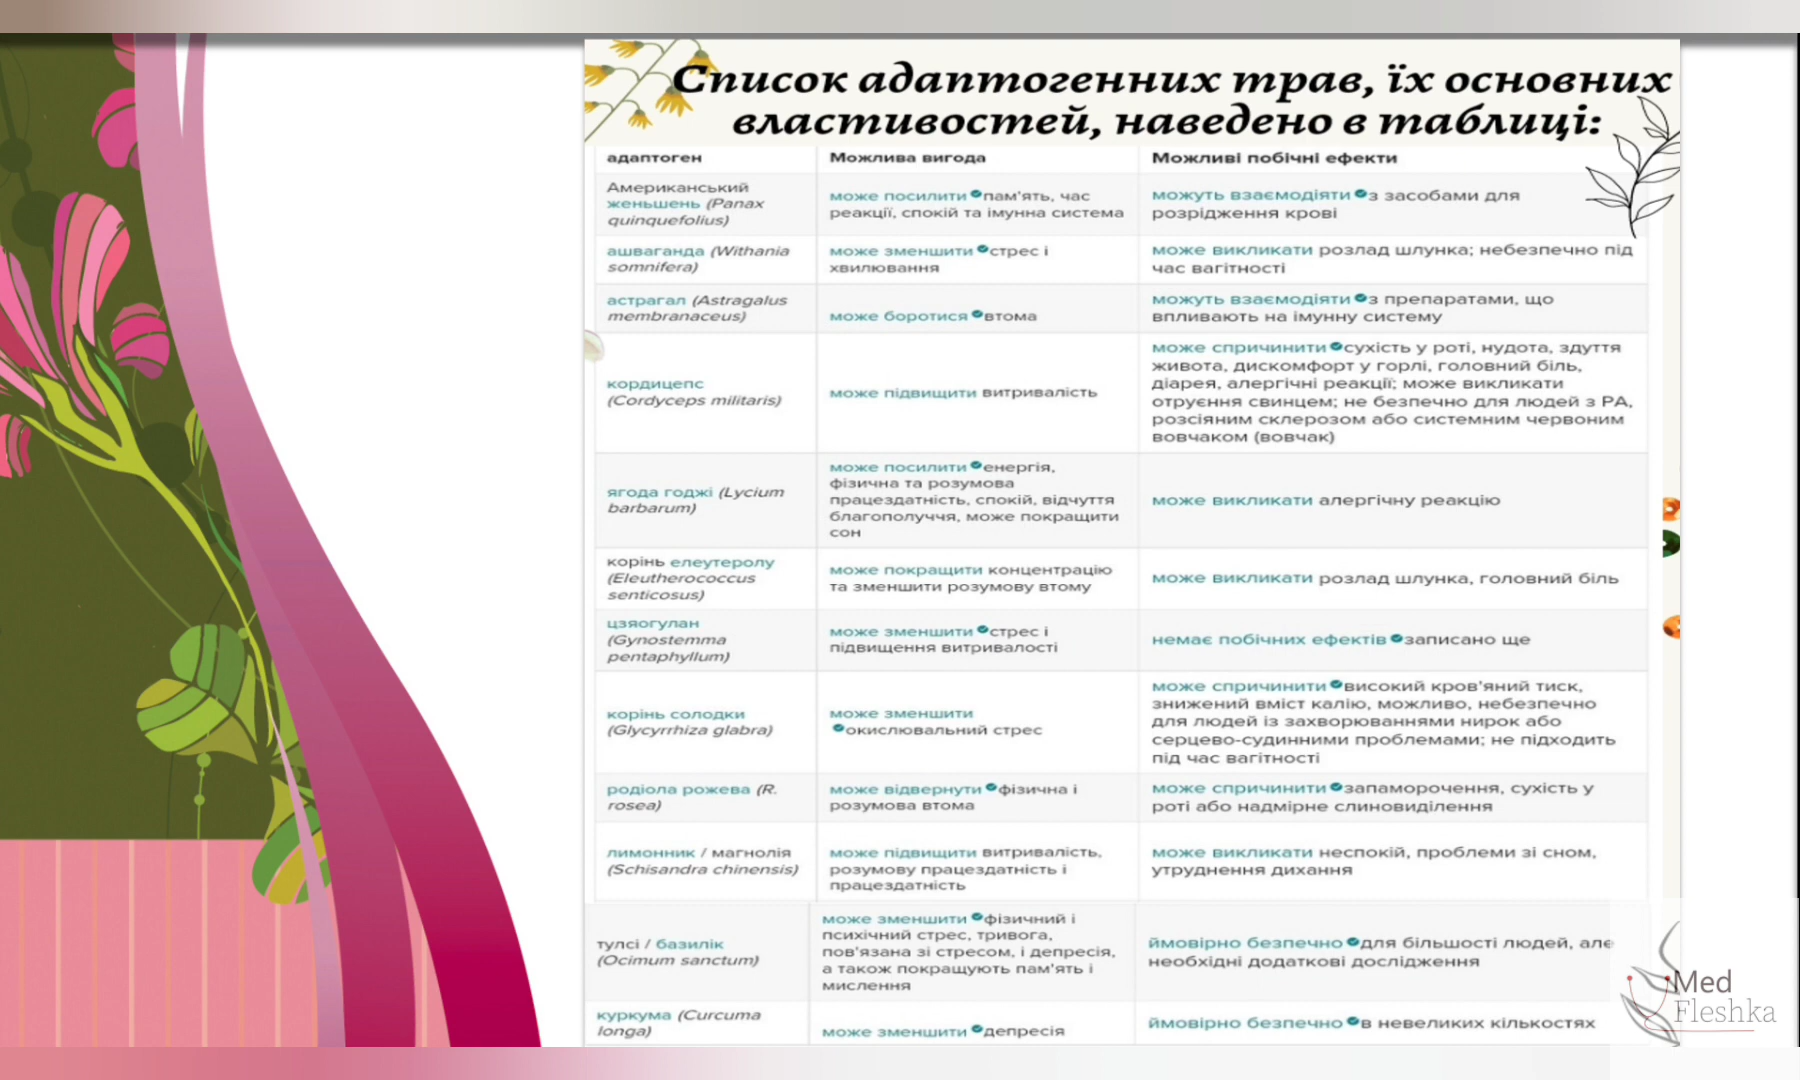 Список адаптогенних трав, їх основних
властивостей, наведено в таблиці:
адаптоген
Можлива вигода
Можливі побічні ефекти
Американський
женьшень (Panax
quinquefolius)
може посилити пам'ять, час
реакції, спокій та імунна система
можуть взаємодіяти з засобами для
розрідження крові
ашваганда (Withania
somnifera)
може зменшити стрес і
хвилювання
може викликати розлад шлунка; небезпечно під
час вагітності
астрагал (Astragalus
membranaceus)
може боротися втома
можуть взаємодіяти з препаратами, що
впливають на імунну систему
кордицепс
(Cordyceps militaris)
може підвищити витривалість
може спричинити сухість у роті, нудота, здуття
живота, дискомфорт у горлі, головний біль,
діарея, алергічні реакції; може викликати
отруєння свинцем; не безпечно для людей з РА,
розсіяним склерозом або системним червоним
вовчаком (вовчак)
ягода годжі (Lycium
barbarum)
може посилити енергія,
фізична та розумова
працездатність, спокій, відчуття
благополуччя, може покращити
сон
може викликати алергічну реакцію
корінь елеутеролу
(Eleutherococcus
senticosus)
може покращити концентрацію
та зменшити розумову втому
може викликати розлад шлунка, головний біль
цзяогулан
(Gynostemma
pentaphyllum)
може зменшити стрес і
підвищення витривалості
немає побічних ефектів записано ще
корінь солодки
(Glycyrrhiza glabra)
може зменшити
окислювальний стрес
може спричинити високий кров'яний тиск,
знижений вміст калію, можливо, небезпечно
для людей із захворюваннями нирок або
серцево-судинними проблемами; не підходить
під час вагітності
родіола рожева (R.
rosea)
може відвернути фізична і
розумова втома
може спричинити запаморочення, сухість у
роті або надмірне слиновиділення
лимонник / магнолія
(Schisandra chinensis)
може підвищити витривалість,
розумову працездатність і
працездатність
може викликати неспокій, проблеми зі сном,
утруднення дихання
тулсі / базилік
(Ocimum sanctum)
може зменшити фізичний і
психічний стрес, тривога,
пов'язана зі стресом, і депресія,
а також покращують пам'ять і
мислення
ймовірно безпечно для більшості людей, але
необхідні додаткові дослідження
куркума (Curcuma
longa)
може зменшити депресія
ймовірно безпечно в невеликих кількостях
Med
Fleshka